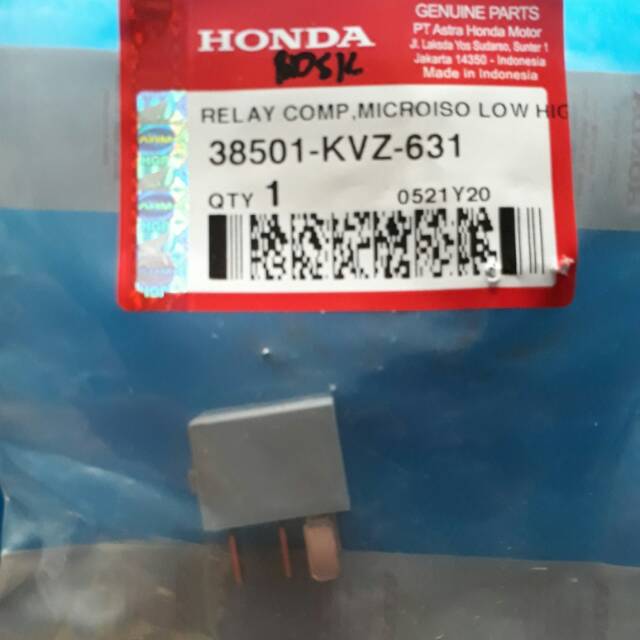 HONDA
GENUINE PARTS
PT Astra Honda Motor
Jl. Laksda Yos Sudarso, Sunter 1
Jakarta 14350 - Indonesia
Made in Indonesia
RELAY COMP,MICROISO LOW HIG
38501-KVZ-631
QTY 1
0521Y20